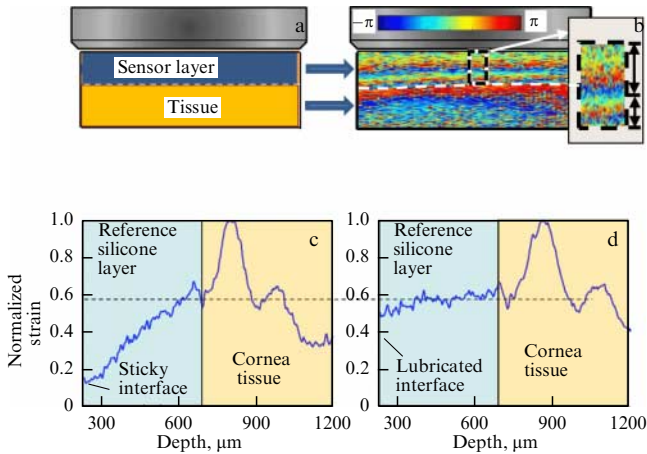 a
Sensor layer
Tissue
−π
π
b
Normalized strain
1.0
0.8
0.6
0.4
0.2
0
Reference
silicone
layer
c
Sticky
interface
Cornea
tissue
300
600
900
1200
Depth, μm
Reference
silicone
layer
d
Lubricated
interface
Cornea
tissue
0
300
600
900
1200
Depth, μm
1.0
0.8
0.6
0.4
0.2